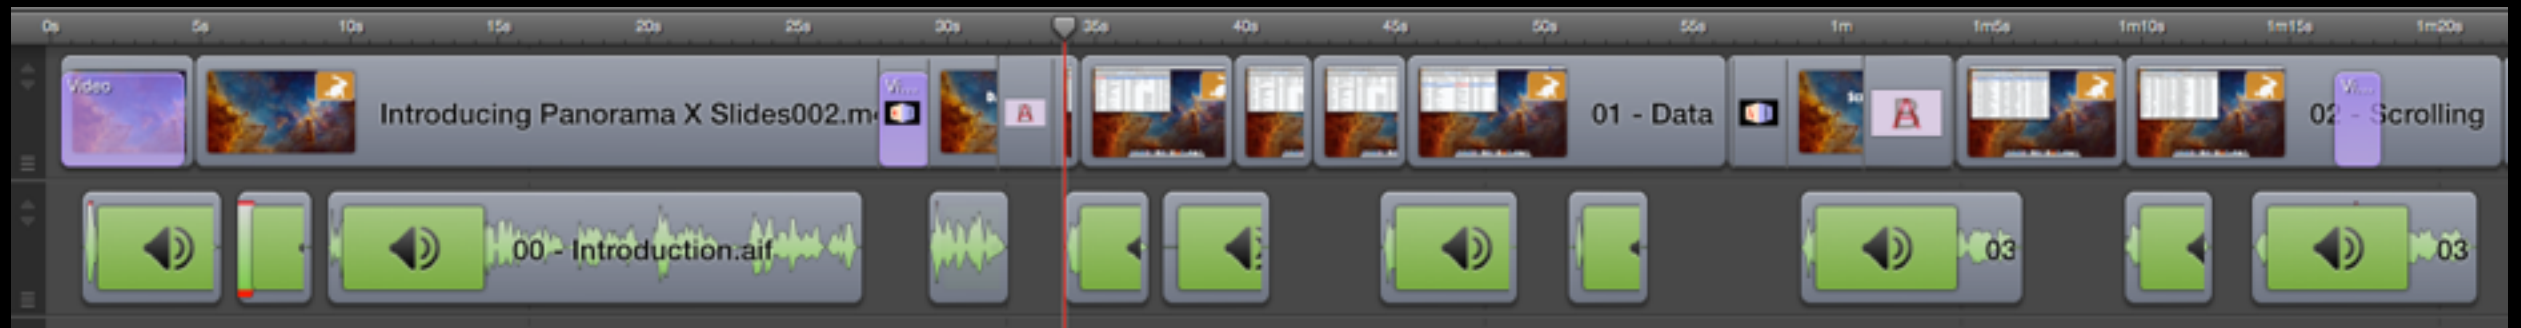 0s 5s 10s 15s 20s 25s 30s 35s 40s 45s 50s 55s 1m 1m5s 1m10s 1m15s 1m20s
Video Introducing Panorama X Slides002.m Vi... 01 - Data Vi... 02 - Scrolling
00 - Introduction.aif 03 03